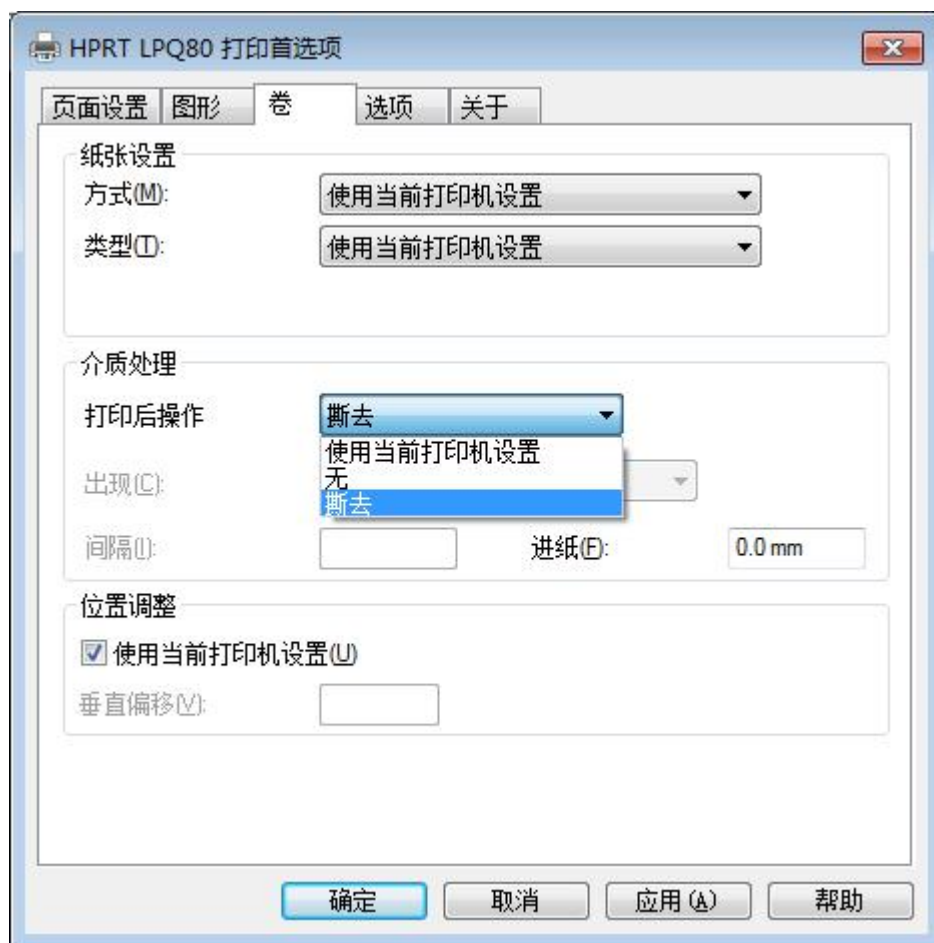 HPRT LPQ80 打印首选项
页面设置 图形 卷 选项 关于
纸张设置
方式(M): 使用当前打印机设置
类型(T): 使用当前打印机设置
介质处理
打印后操作 撕去
使用当前打印机设置
无
撕去
出现(C):
间隔(I): 进纸(F): 0.0 mm
位置调整
使用当前打印机设置(U)
垂直偏移(V):
确定 取消 应用(A) 帮助